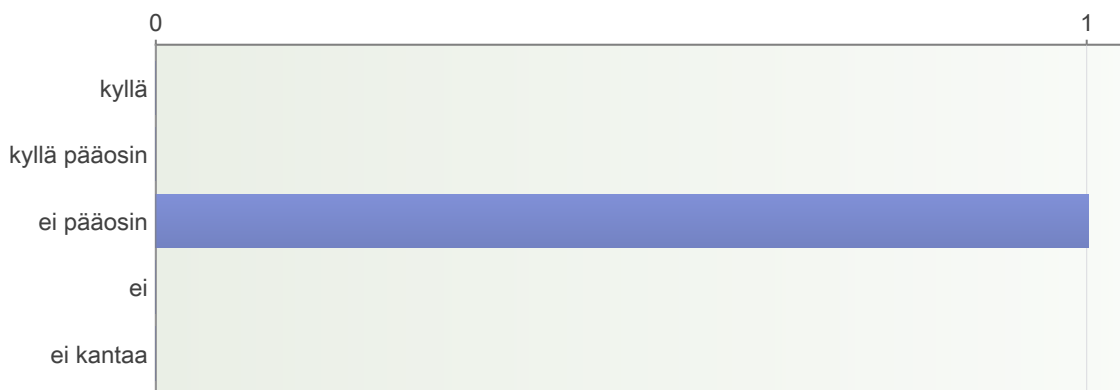 0 1
kyllä
kyllä pääosin
ei pääosin
ei
ei kantaa